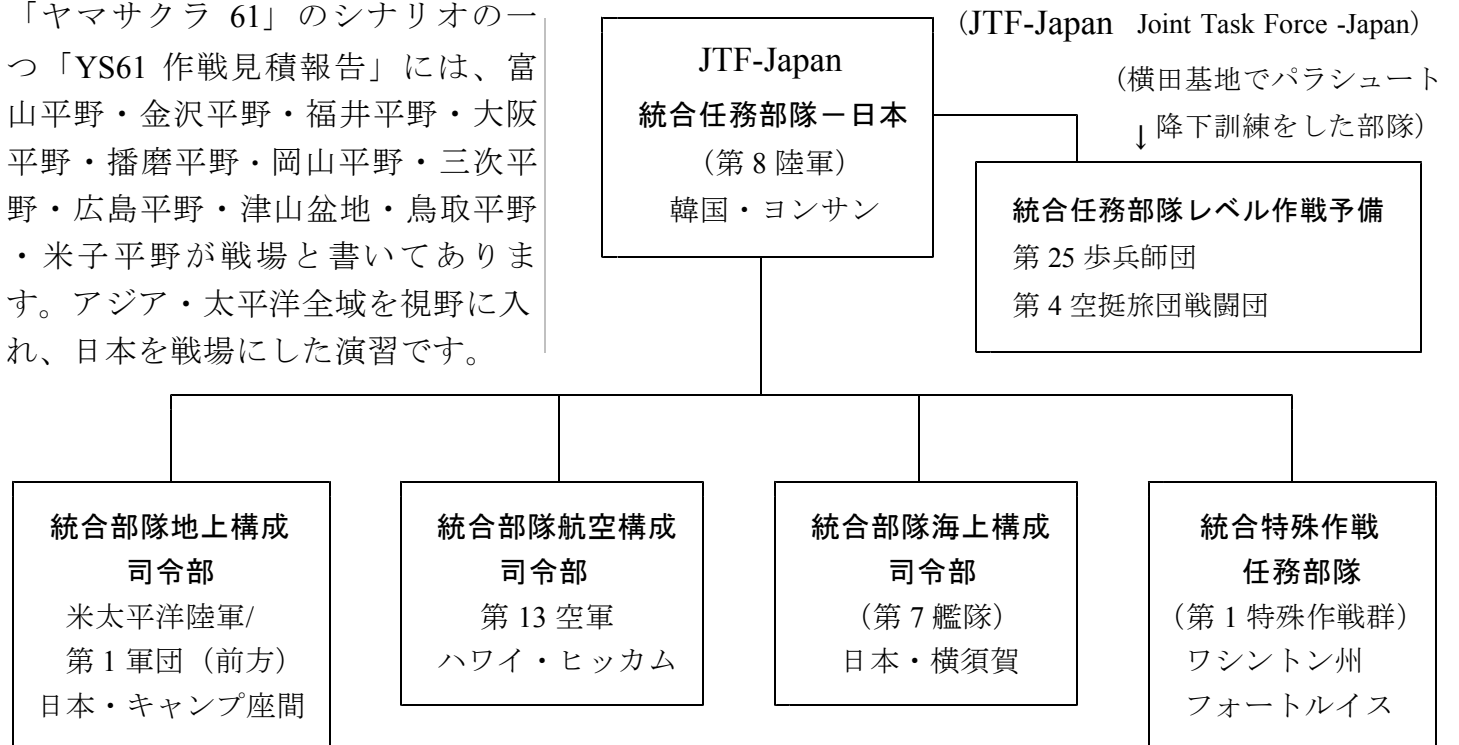 「ヤマサクラ 61」のシナリオの一
つ「YS61 作戦見積報告」には、富
山平野・金沢平野・福井平野・大阪
平野・播磨平野・岡山平野・三次平
野・広島平野・津山盆地・鳥取平野
・米子平野が戦場と書いてありま
す。アジア・太平洋全域を視野に入
れ、日本を戦場にした演習です。
JTF-Japan
統合任務部隊－日本
（第 8 陸軍）
韓国・ヨンサン
（JTF-Japan Joint Task Force -Japan）
（横田基地でパラシュート
↓ 降下訓練をした部隊）
統合任務部隊レベル作戦予備
第 25 歩兵師団
第 4 空挺旅団戦闘団
統合部隊地上構成
司令部
米太平洋陸軍/
第 1 軍団（前方）
日本・キャンプ座間
統合部隊航空構成
司令部
第 13 空軍
ハワイ・ヒッカム
統合部隊海上構成
司令部
（第 7 艦隊）
日本・横須賀
統合特殊作戦
任務部隊
（第 1 特殊作戦群）
ワシントン州
フォートルイス